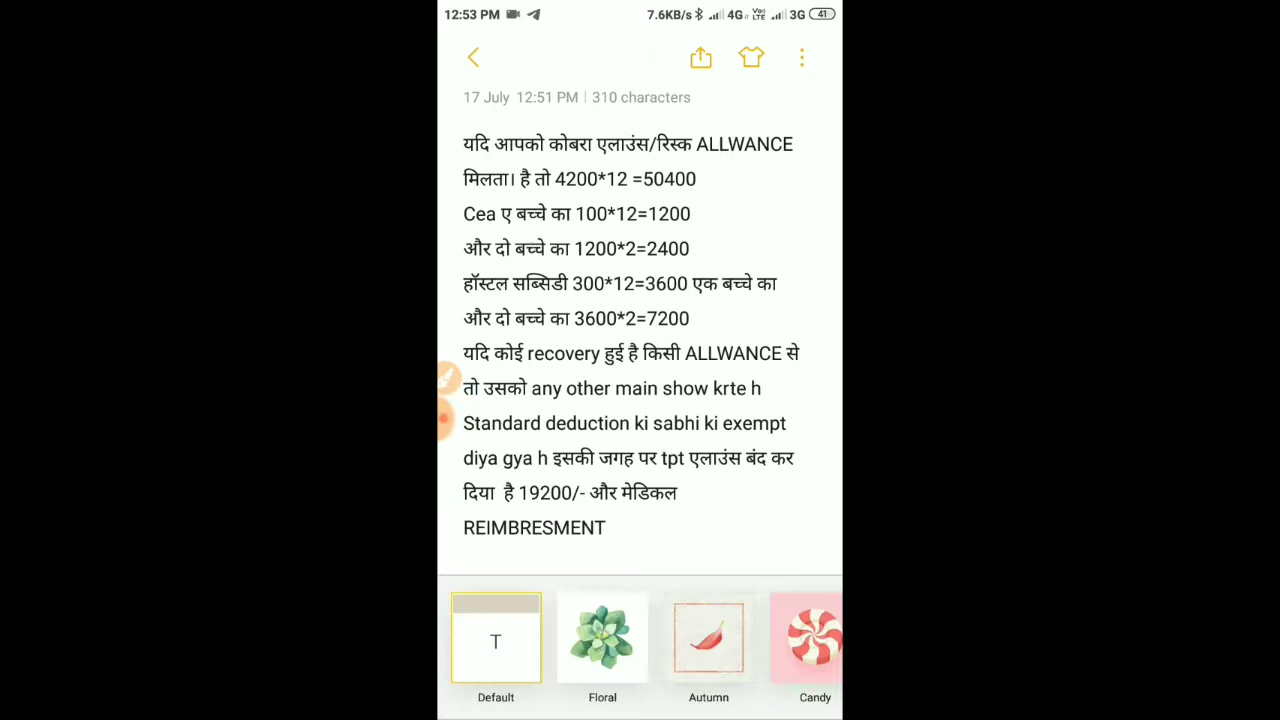 12:53 PM 7.6KB/s 4G VoLTE 3G 41
17 July 12:51 PM | 310 characters
यदि आपको कोबरा एलाउंस/रिस्क ALLWANCE
मिलता। है तो 4200*12 =50400
Cea ए बच्चे का 100*12=1200
और दो बच्चे का 1200*2=2400
हॉस्टल सब्सिडी 300*12=3600 एक बच्चे का
और दो बच्चे का 3600*2=7200
यदि कोई recovery हुई है किसी ALLWANCE से
तो उसको any other main show krte h
Standard deduction ki sabhi ki exempt
diya gya h इसकी जगह पर tpt एलाउंस बंद कर
दिया है 19200/- और मेडिकल
REIMBRESMENT
T
Default Floral Autumn Candy